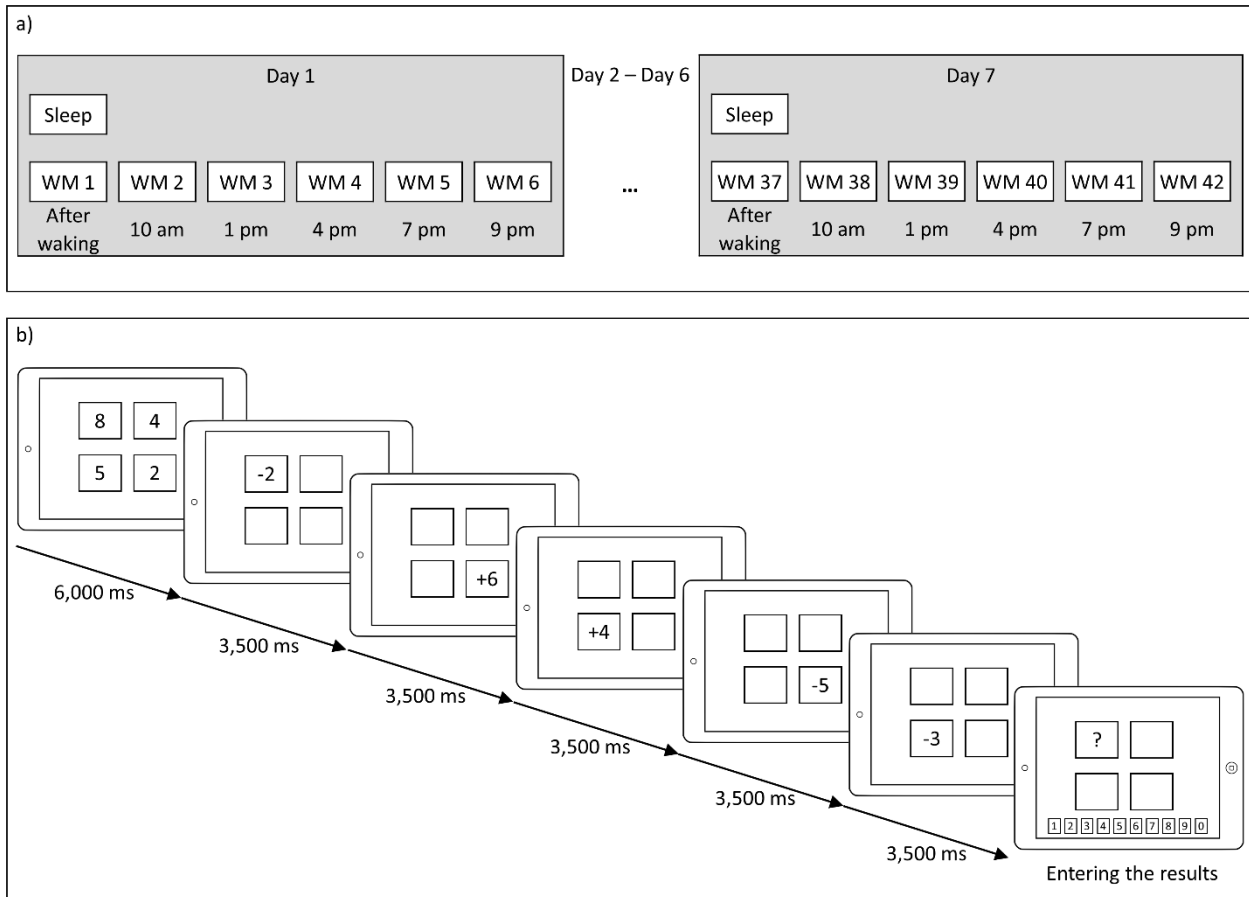 a)
Day 1
Day 2 – Day 6
Day 7
Sleep
Sleep
WM 1 WM 2 WM 3 WM 4 WM 5 WM 6
...
WM 37 WM 38 WM 39 WM 40 WM 41 WM 42
After
waking
10 am 1 pm 4 pm 7 pm 9 pm
After
waking
10 am 1 pm 4 pm 7 pm 9 pm
b)
8 4
5 2
-2
+6
+4
-5
-3
?
1 2 3 4 5 6 7 8 9 0
6,000 ms
3,500 ms
3,500 ms
3,500 ms
3,500 ms
3,500 ms
Entering the results